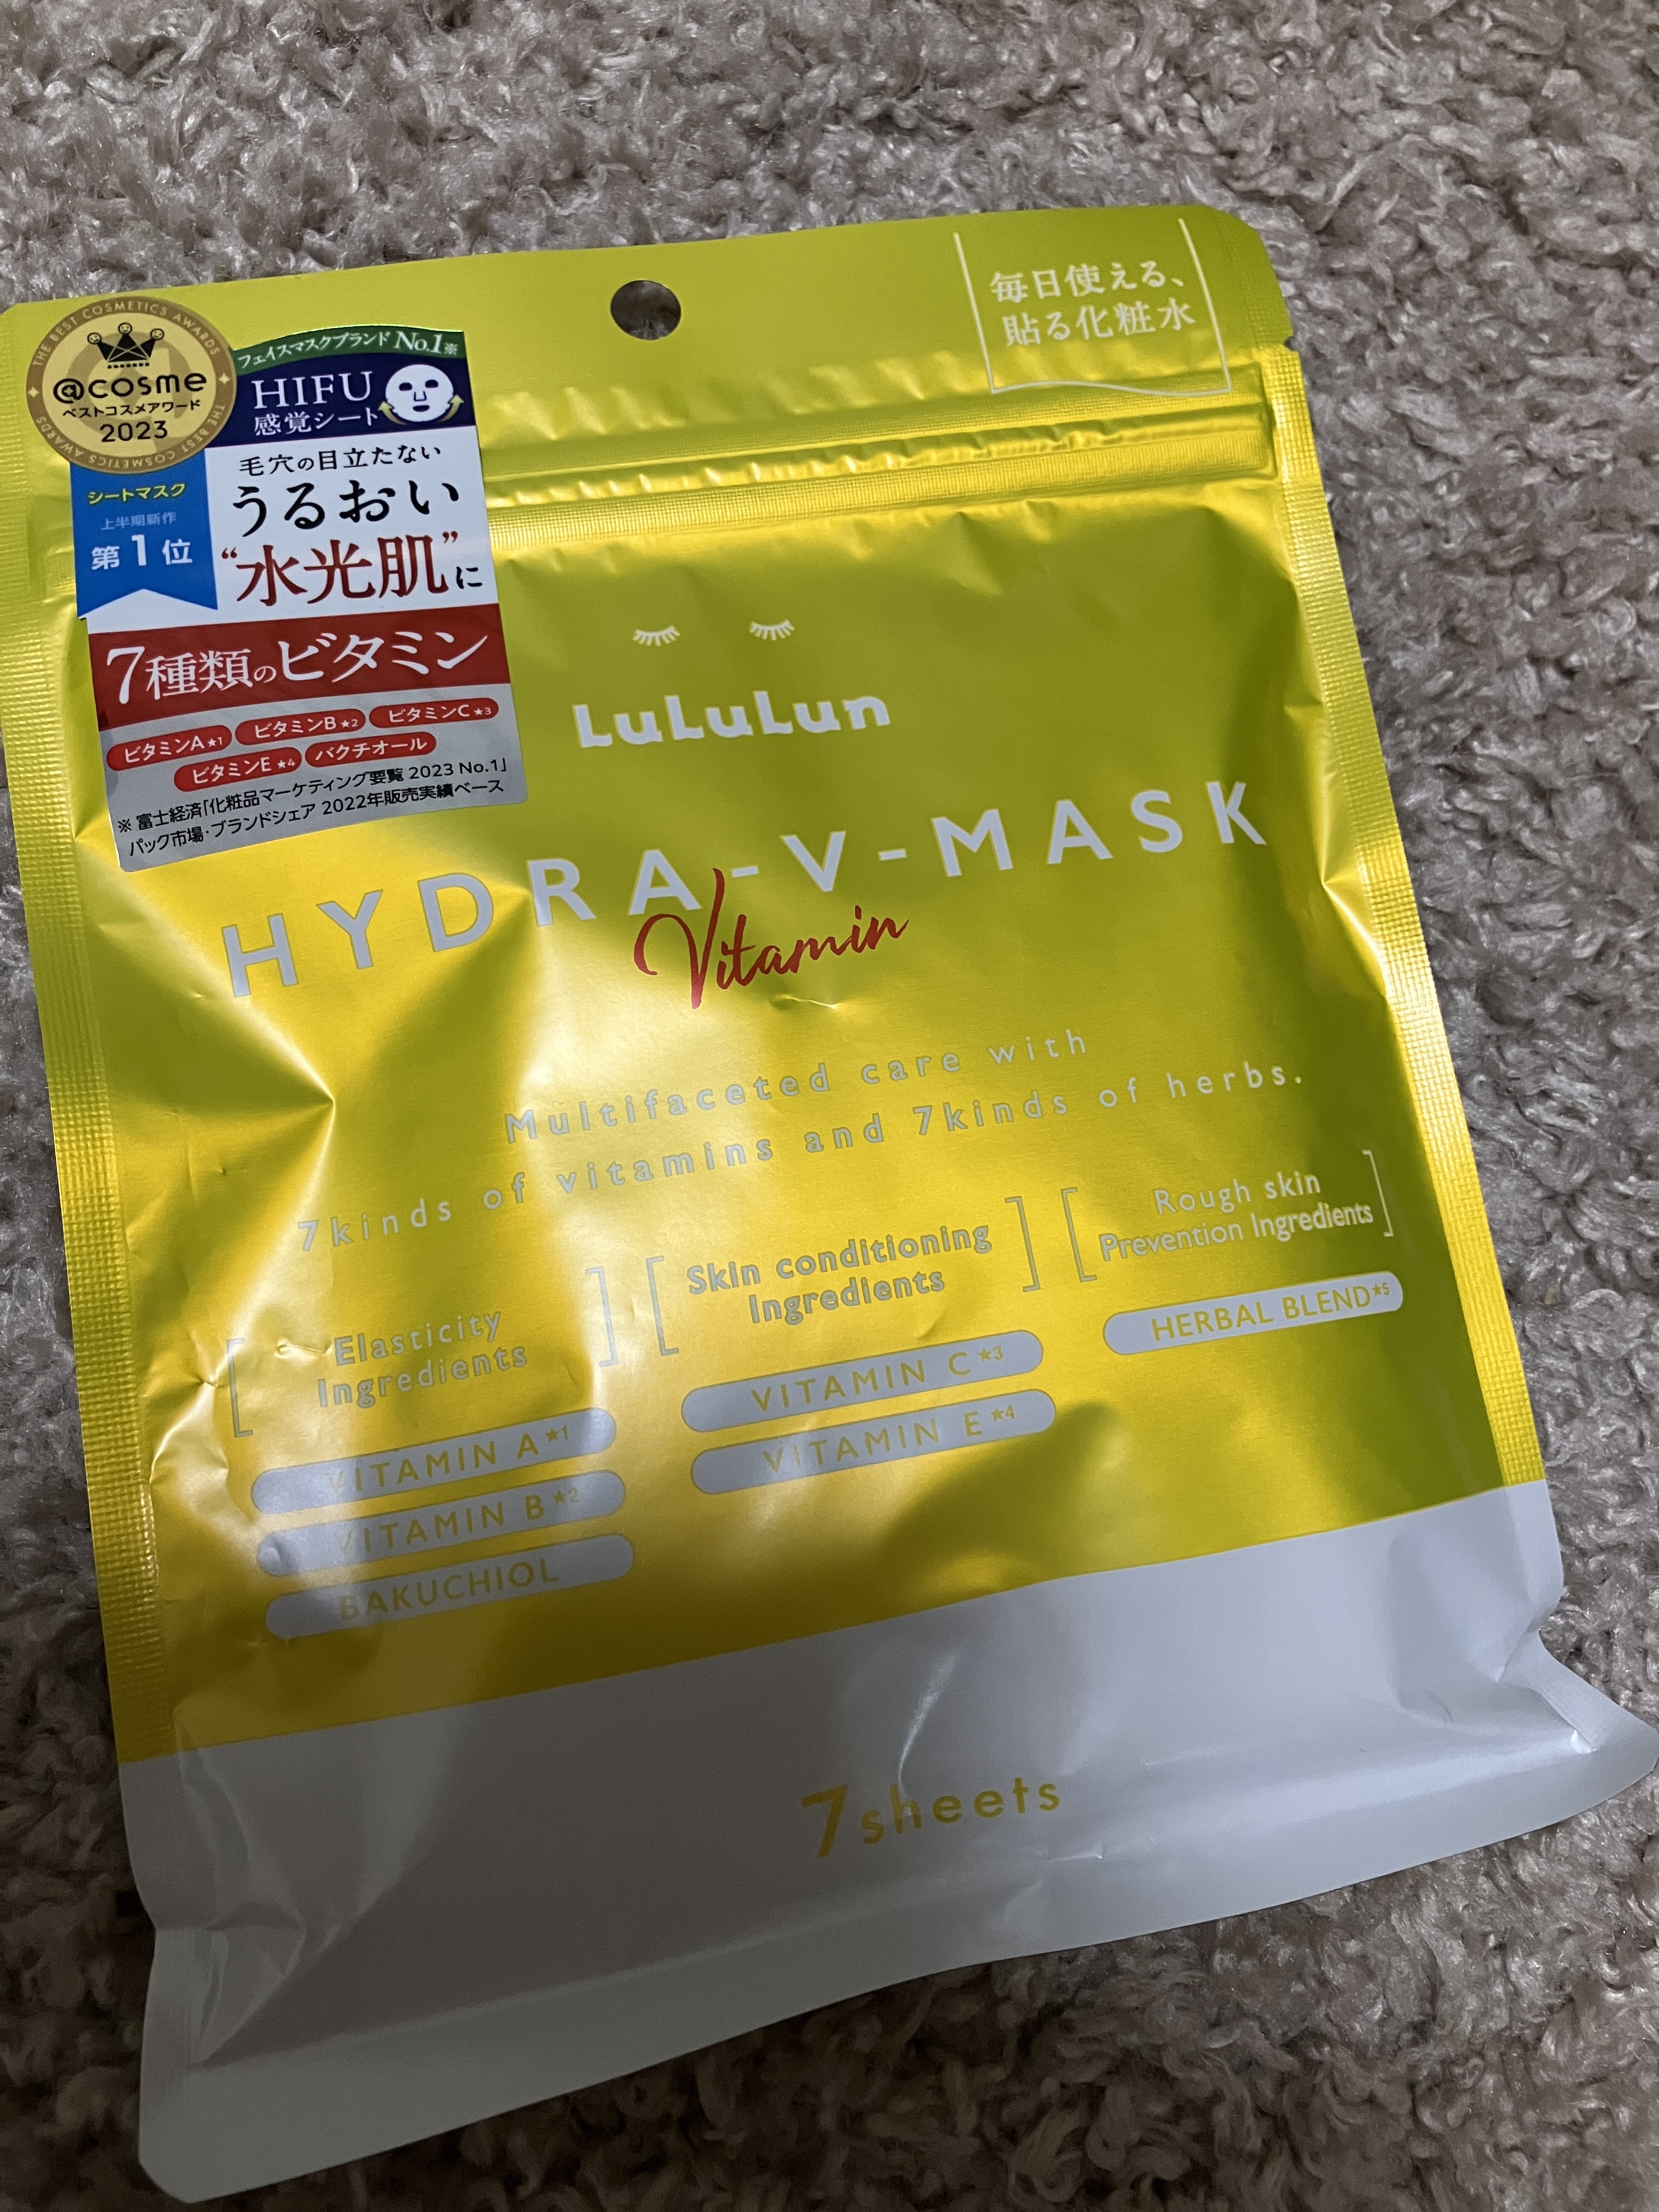 毎日使える、
貼る化粧水
THE BEST COSMETICS AWARDS
@cosme
ベストコスメアワード
2023
THE BEST COSMETICS AWARDS
シートマスク
上半期新作
第1位
フェイスマスクブランド No.1※
HIFU
感覚シート
毛穴の目立たない
うるおい
“水光肌”に
7種類のビタミン
ビタミンA★1 ビタミンB★2 ビタミンC★3
ビタミンE★4 バクチオール
※ 富士経済「化粧品マーケティング要覧 2023 No.1」
パック市場・ブランドシェア 2022年販売実績ベース
LuLuLun
HYDRA-V-MASK
Vitamin
Multifaceted care with
7kinds of vitamins and 7kinds of herbs.
Elasticity
Ingredients
VITAMIN A★1
VITAMIN B★2
BAKUCHIOL
Skin conditioning
Ingredients
VITAMIN C★3
VITAMIN E★4
Rough skin
Prevention Ingredients
HERBAL BLEND★5
7sheets